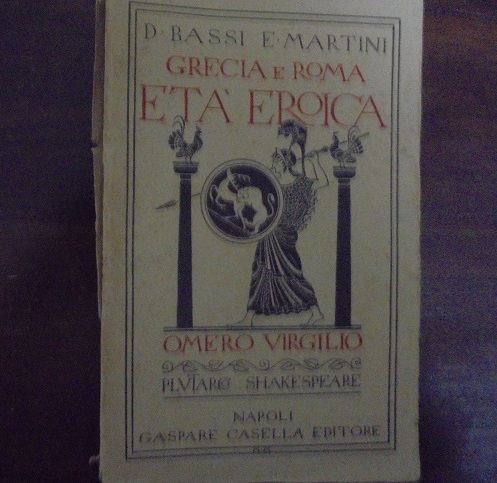 D·BASSI E·MARTINI
GRECIA E ROMA
ETA' EROICA
OMERO VIRGILIO
PLVTARCO SHAKESPEARE
NAPOLI
GASPARE CASELLA EDITORE